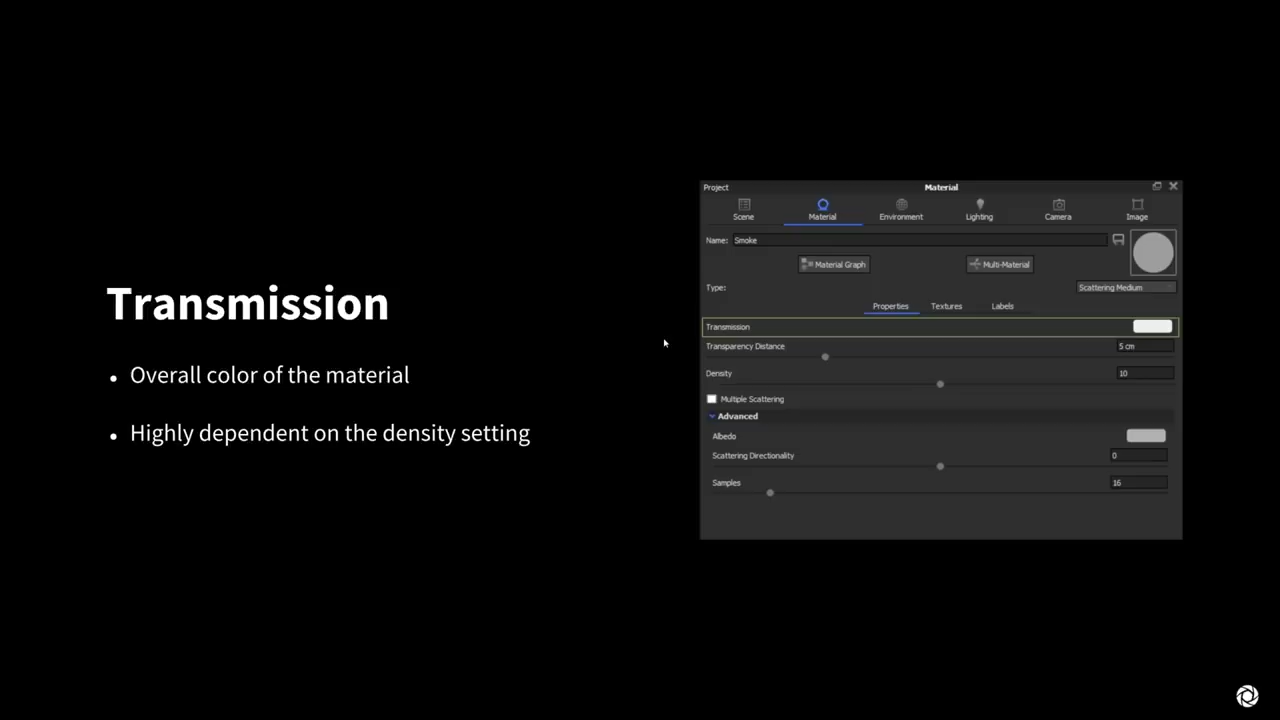 Transmission
Overall color of the material
Highly dependent on the density setting
Project
Material
Scene
Material
Environment
Lighting
Camera
Image
Name: Smoke
Material Graph
Multi-Material
Type:
Scattering Medium
Properties
Textures
Labels
Transmission
Transparency Distance
5 cm
Density
10
Multiple Scattering
Advanced
Albedo
Scattering Directionality
0
Samples
16